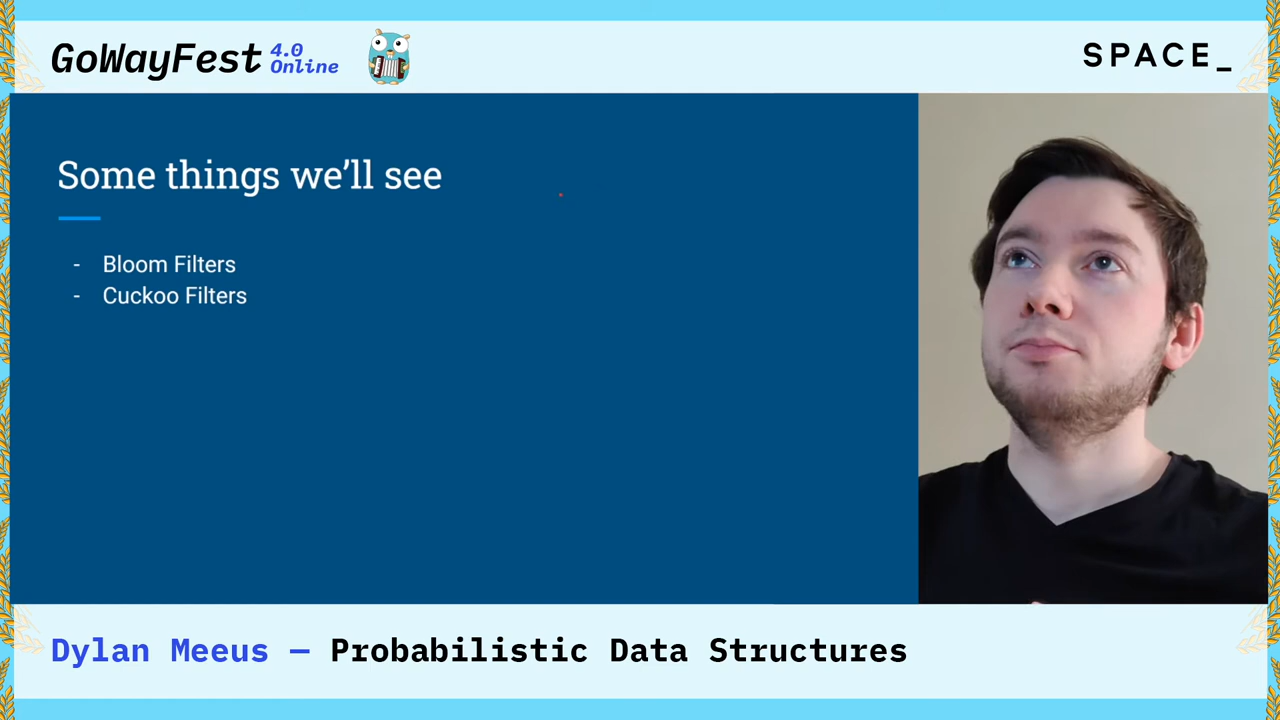 GoWayFest 4.0 Online
SPACE_
Some things we’ll see
- Bloom Filters
- Cuckoo Filters
Dylan Meeus — Probabilistic Data Structures